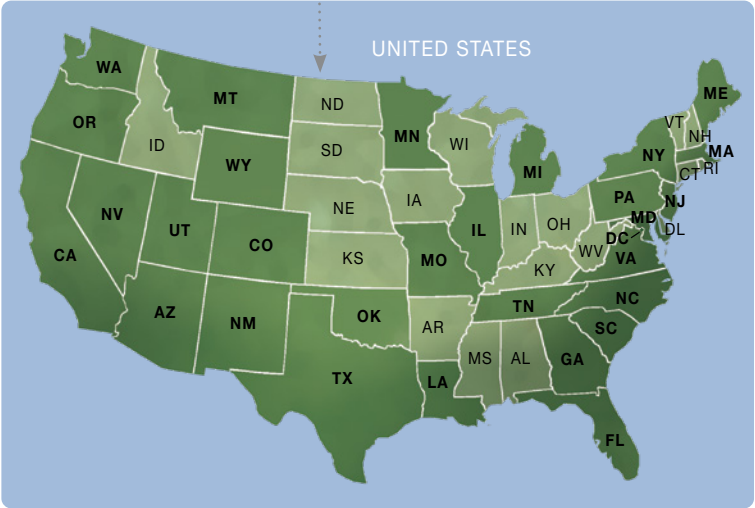 UNITED STATES
WA
MT
ND
ME
OR
MN
VT
NH
ID
SD
WI
MA
WY
MI
NY
RI
CT
NE
IA
PA
NJ
NV
UT
CO
IL
IN
OH
MD
DL
DC
CA
KS
MO
WV
VA
KY
AZ
NM
OK
AR
TN
NC
SC
MS
AL
GA
TX
LA
FL